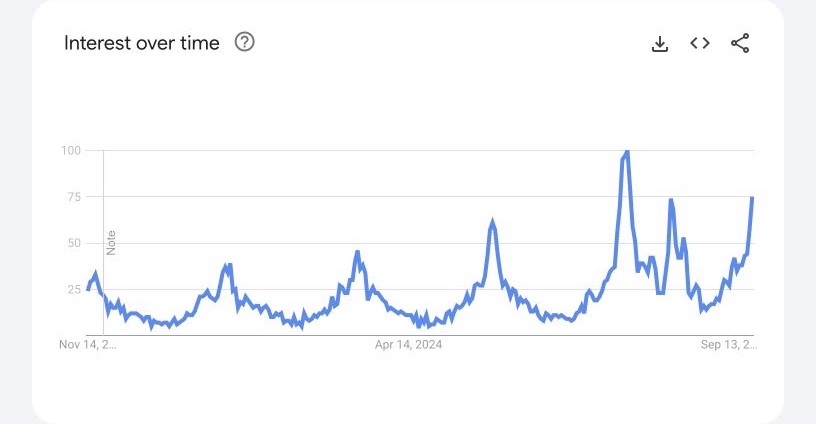 Interest over time
100
75
50
25
Note
Nov 14, 2...
Apr 14, 2024
Sep 13, 2...